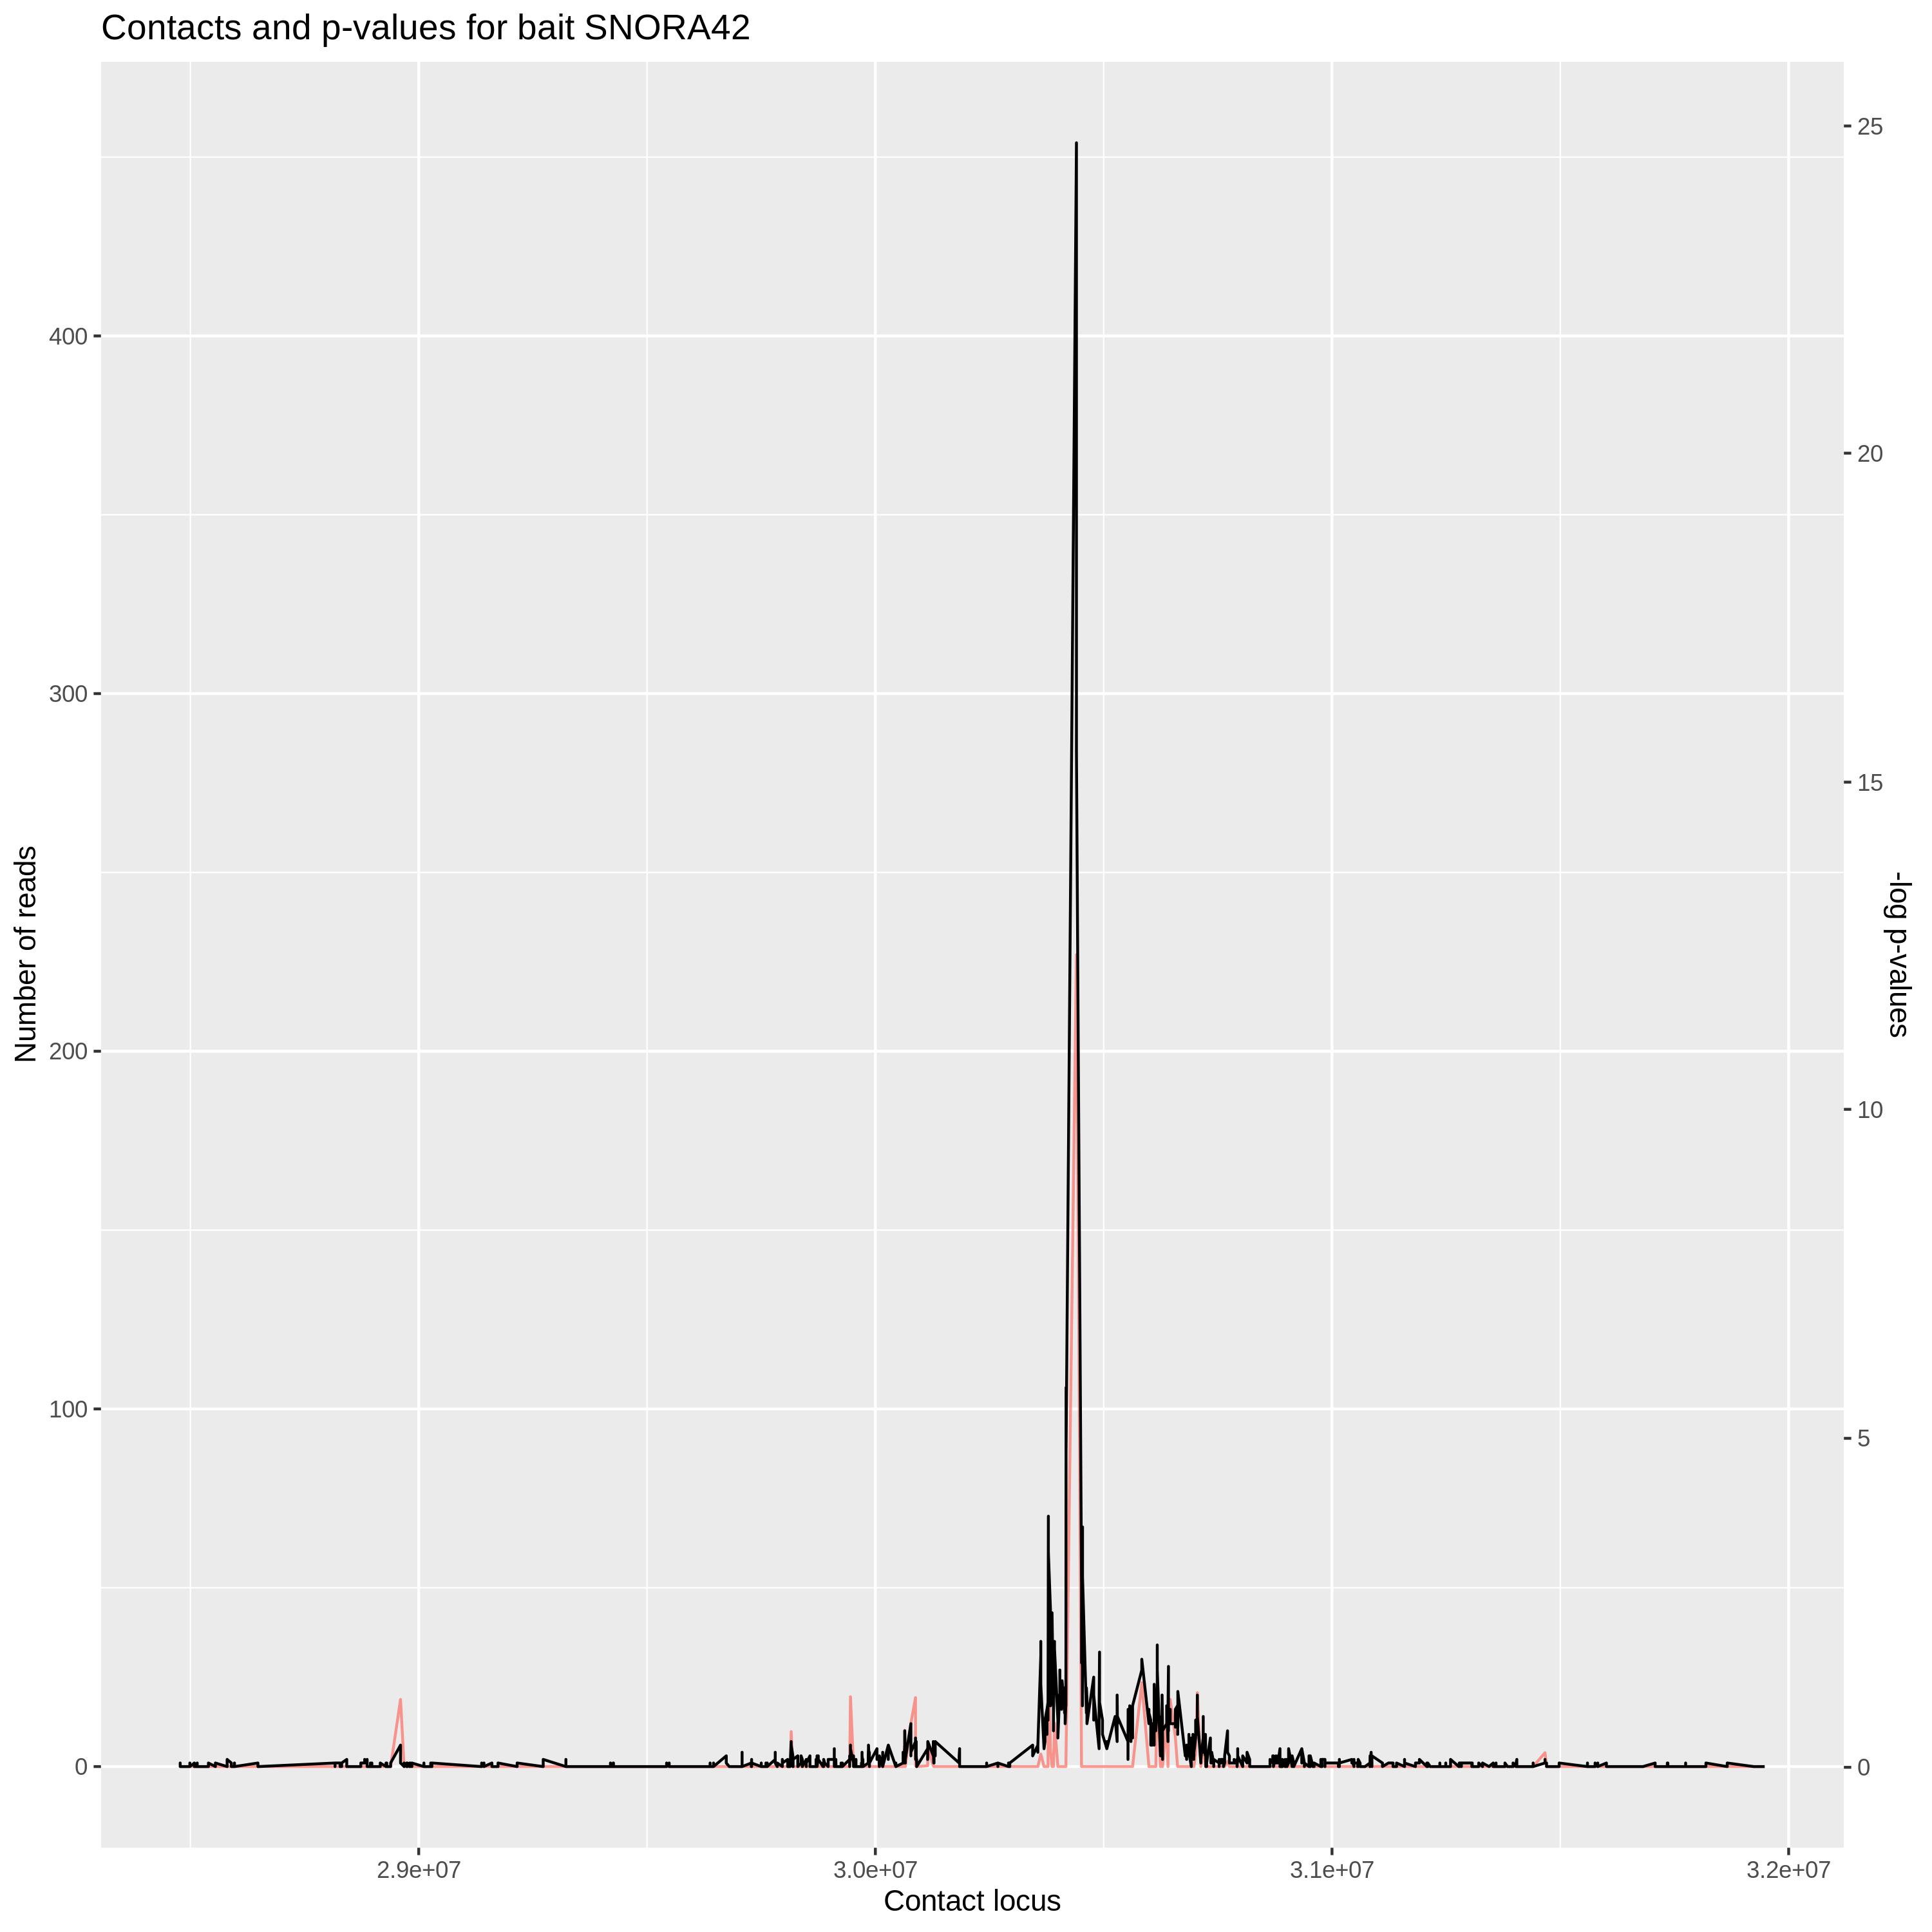 Contacts and p-values for bait SNORA42
Number of reads
400
300
200
100
0
25
20
15
10
5
0
-log p-values
2.9e+07
3.0e+07
3.1e+07
3.2e+07
Contact locus